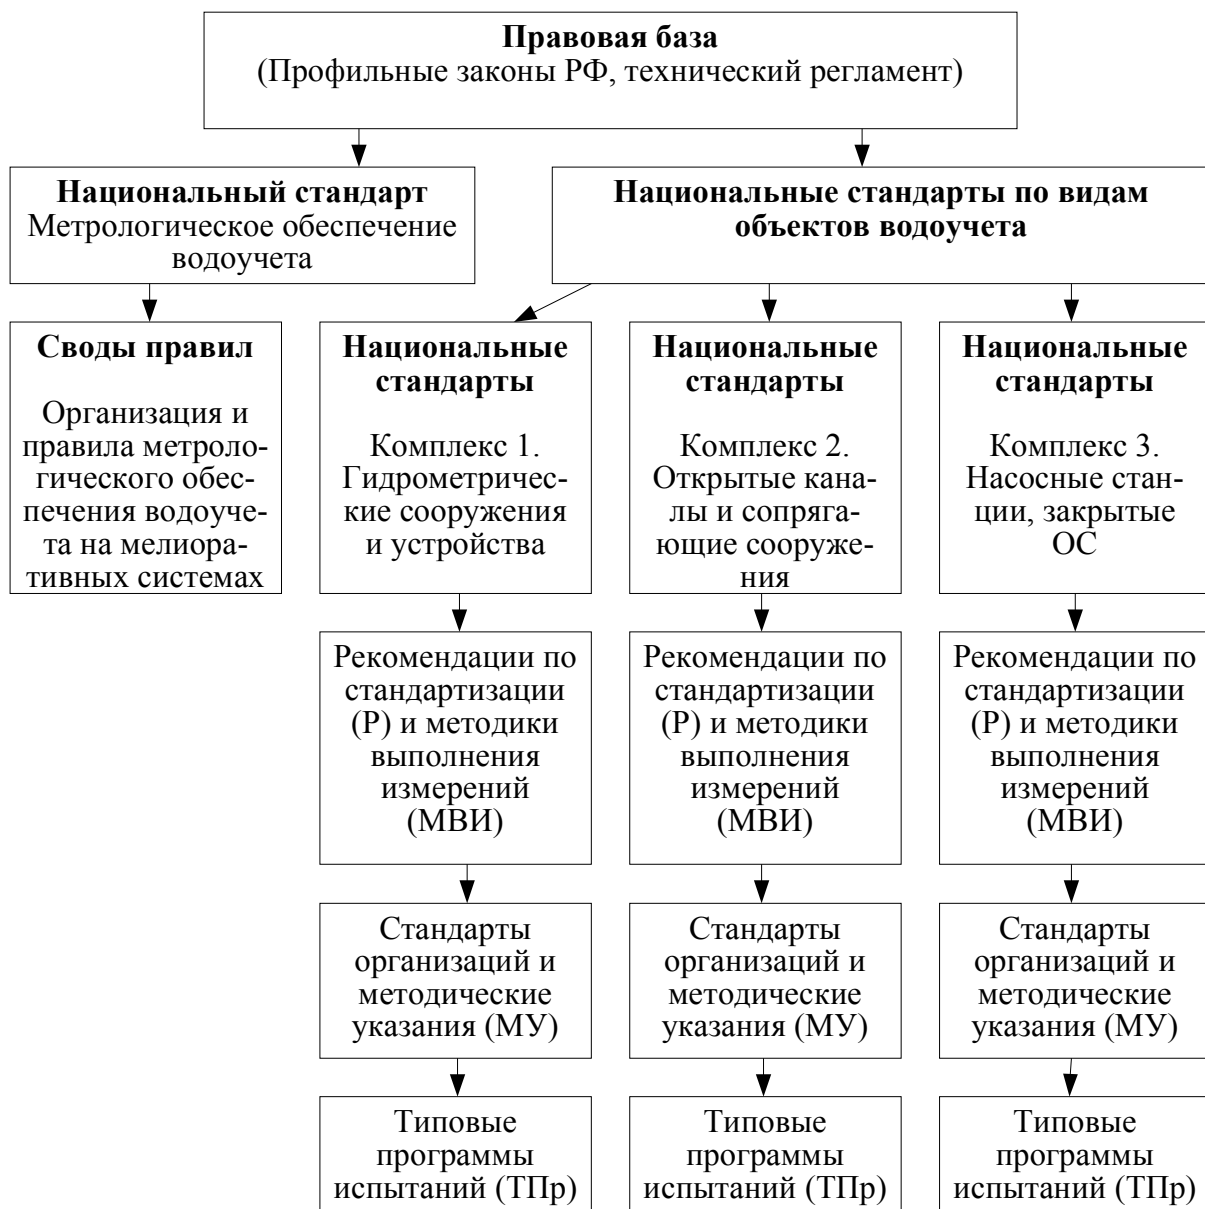 Правовая база
(Профильные законы РФ, технический регламент)
Национальный стандарт
Метрологическое обеспечение
водоучета
Национальные стандарты по видам
объектов водоучета
Своды правил
Организация и
правила метроло-
гического обес-
печения водоуче-
та на мелиора-
тивных системах
Национальные
стандарты
Комплекс 1.
Гидрометричес-
кие сооружения
и устройства
Национальные
стандарты
Комплекс 2.
Открытые кана-
лы и сопряга-
ющие сооруже-
ния
Национальные
стандарты
Комплекс 3.
Насосные стан-
ции, закрытые
ОС
Рекомендации по
стандартизации
(Р) и методики
выполнения
измерений
(МВИ)
Рекомендации по
стандартизации
(Р) и методики
выполнения
измерений
(МВИ)
Рекомендации по
стандартизации
(Р) и методики
выполнения
измерений
(МВИ)
Стандарты
организаций и
методические
указания (МУ)
Стандарты
организаций и
методические
указания (МУ)
Стандарты
организаций и
методические
указания (МУ)
Типовые
программы
испытаний (ТПр)
Типовые
программы
испытаний (ТПр)
Типовые
программы
испытаний (ТПр)